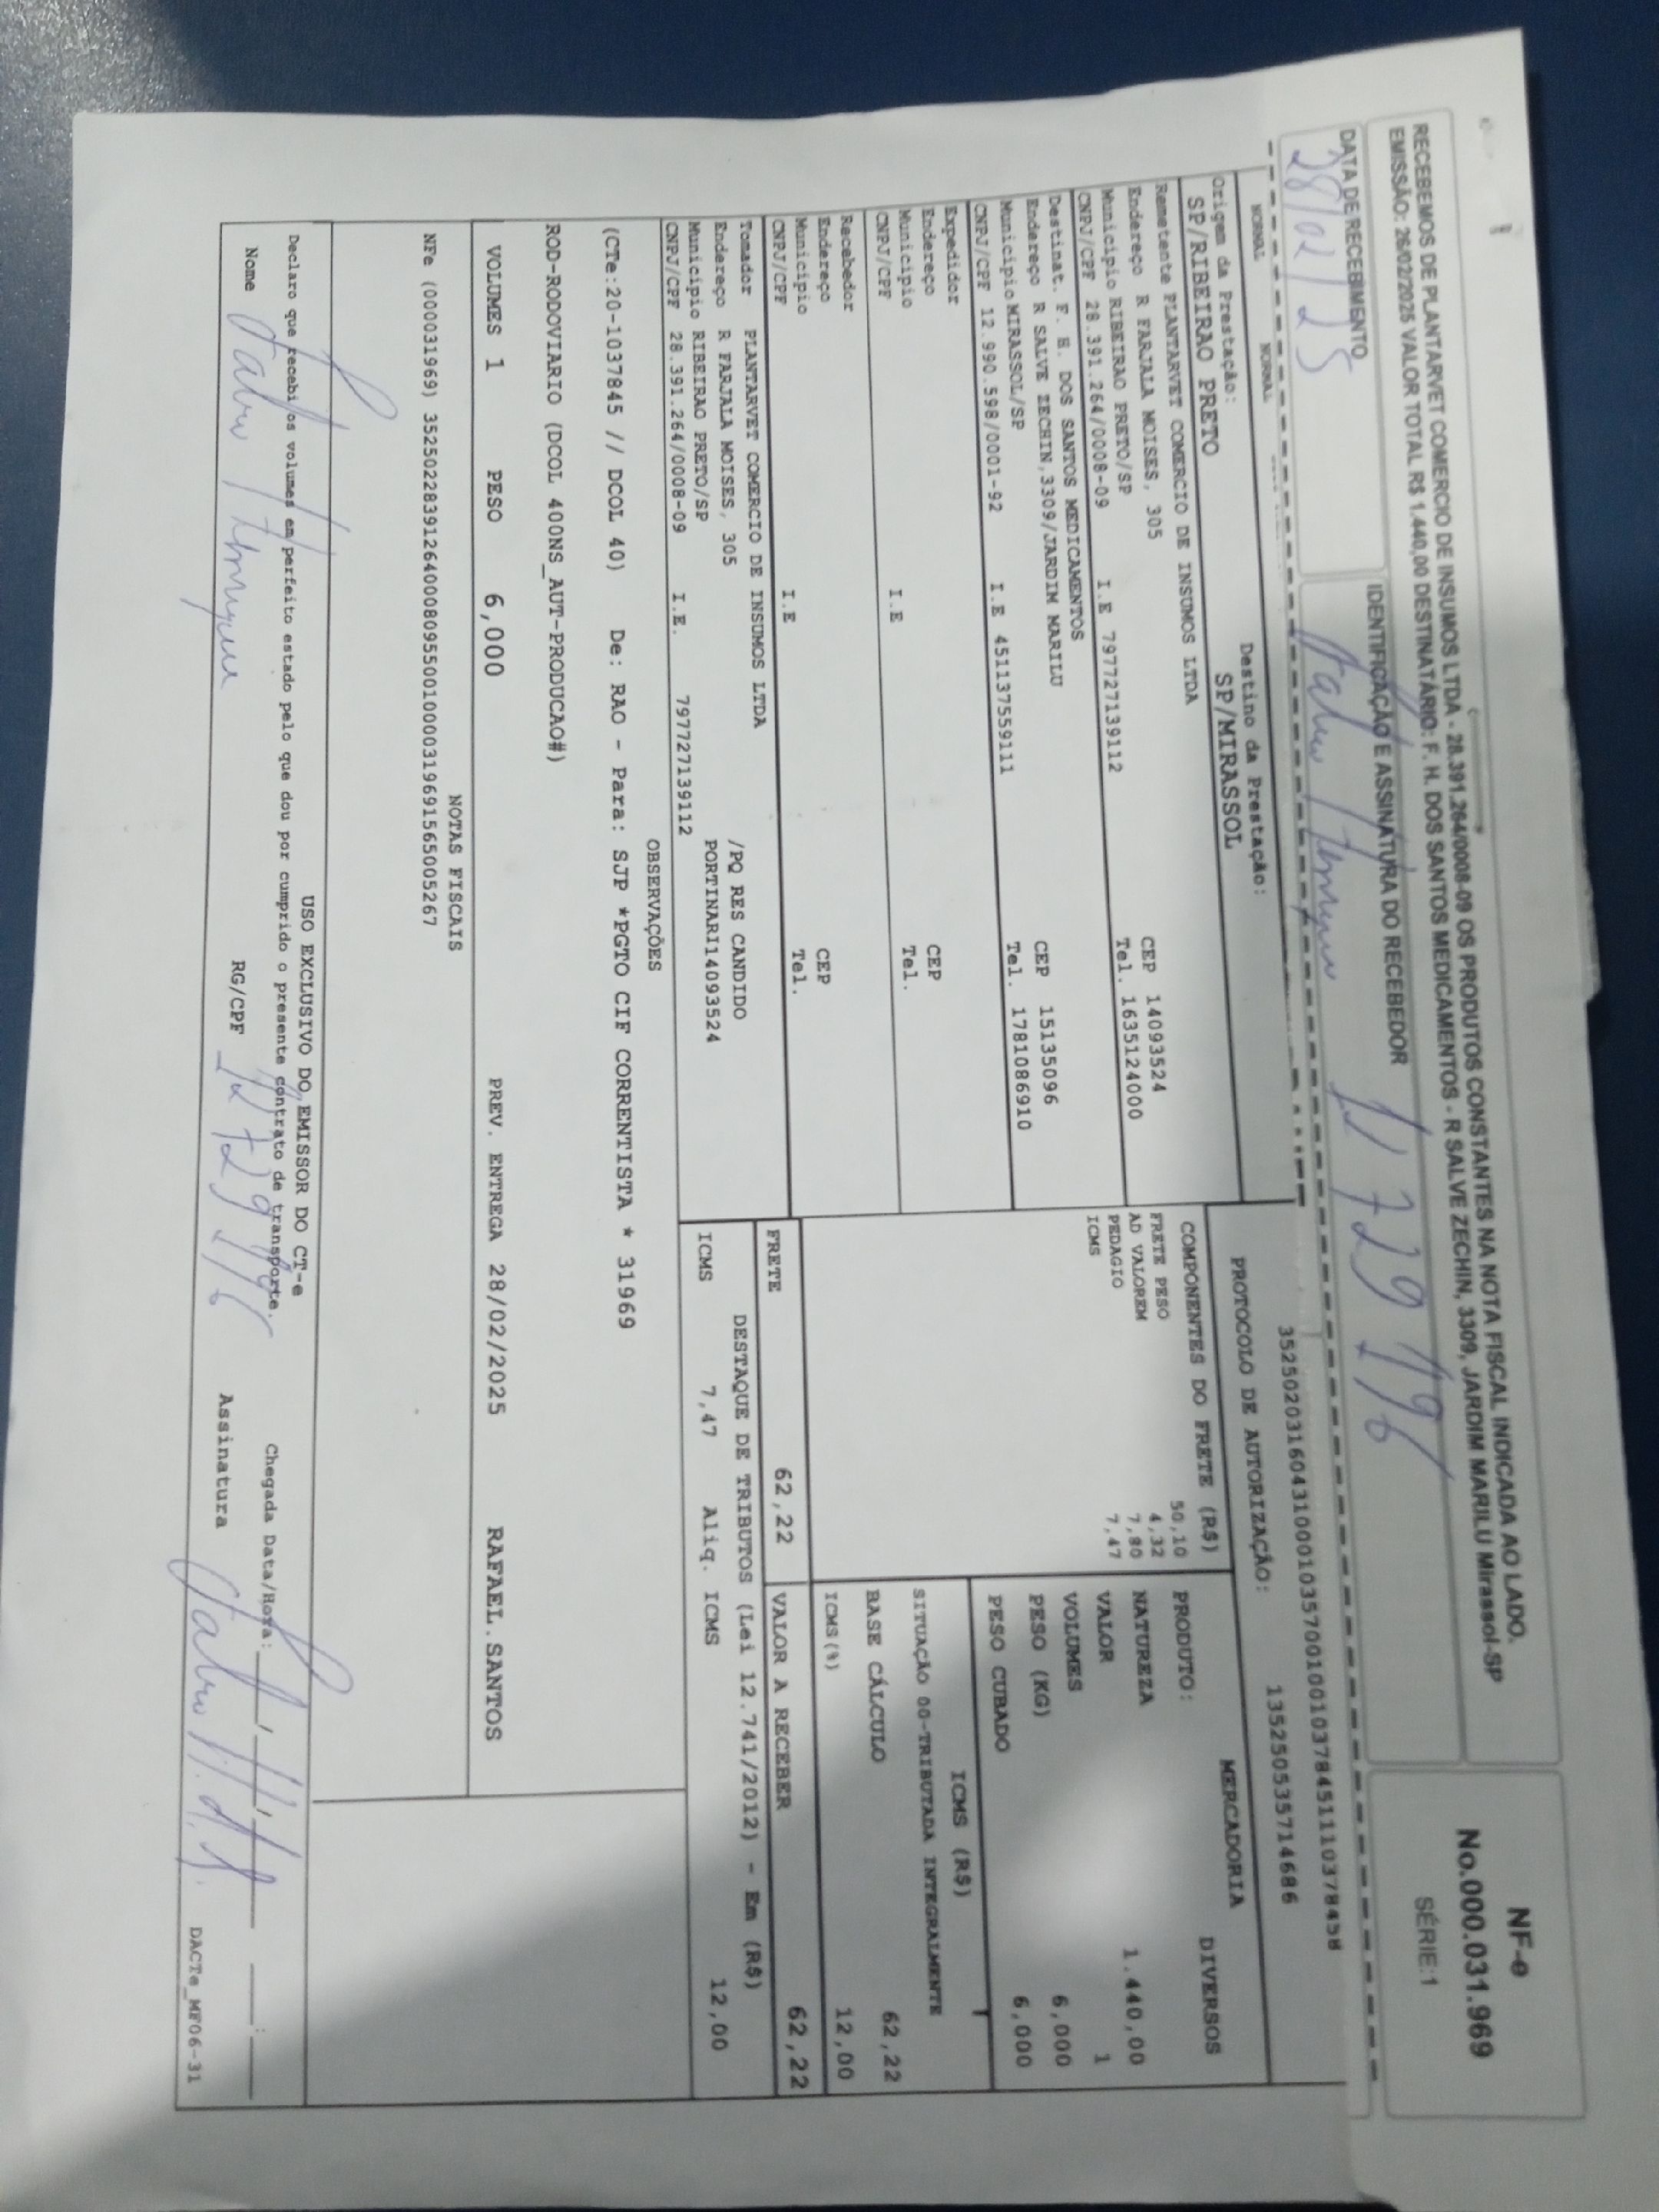 RECEBEMOS DE PLANTARVET COMERCIO DE INSUMOS LTDA - 28.391.264/0008-09 OS PRODUTOS CONSTANTES NA NOTA FISCAL INDICADA AO LADO.
EMISSÃO: 26/02/2025 VALOR TOTAL R$ 1.440,00 DESTINATÁRIO: F. H. DOS SANTOS MEDICAMENTOS - R SALVE ZECHIN, 3309, JARDIM MARILU Mirassol-SP
NF-e
No.000.031.969
SÉRIE:1
DATA DE RECEBIMENTO
IDENTIFICAÇÃO E ASSINATURA DO RECEBEDOR
28/02/25
NORMAL NORMAL
35250203160431000103570010010378451110378458
Origem da Prestação: Destino da Prestação:
SP/RIBEIRAO PRETO SP/MIRASSOL
PROTOCOLO DE AUTORIZAÇÃO: 135250535714686
Remetente PLANTARVET COMERCIO DE INSUMOS LTDA
Endereço R FARJALA MOISES, 305 CEP 14093524
Municipio RIBEIRAO PRETO/SP Tel. 1635124000
CNPJ/CPF 28.391.264/0008-09 I.E 797727139112
Destinat. F. H. DOS SANTOS MEDICAMENTOS
Endereço R SALVE ZECHIN,3309/JARDIM MARILU CEP 15135096
Municipio MIRASSOL/SP Tel. 1781086910
CNPJ/CPF 12.990.598/0001-92 I.E 451137559111
Expedidor
Endereço CEP
Municipio Tel.
CNPJ/CPF I.E
Recebedor
Endereço CEP
Municipio Tel.
CNPJ/CPF I.E
COMPONENTES DO FRETE (R$)
FRETE PESO 50,10
AD VALOREM 4,32
PEDAGIO 7,80
ICMS 7,47
MERCADORIA
PRODUTO: DIVERSOS
NATUREZA
VALOR 1.440,00
VOLUMES 1
PESO (KG) 6,000
PESO CUBADO 6,000
ICMS (R$)
SITUAÇÃO 00-TRIBUTADA INTEGRALMENTE
BASE CÁLCULO 62,22
ICMS(%) 12,00
FRETE 62,22 VALOR A RECEBER 62,22
Tomador PLANTARVET COMERCIO DE INSUMOS LTDA
Endereço R FARJALA MOISES, 305 /PQ RES CANDIDO
Municipio RIBEIRAO PRETO/SP PORTINARI14093524
CNPJ/CPF 28.391.264/0008-09 I.E. 797727139112
DESTAQUE DE TRIBUTOS (Lei 12.741/2012) - Em (R$)
ICMS 7,47 Aliq. ICMS 12,00
OBSERVAÇÕES
(CTe:20-1037845 // DCOL 40) De: RAO - Para: SJP *PGTO CIF CORRENTISTA * 31969
ROD-RODOVIARIO (DCOL 400NS_AUT-PRODUCAO#)
VOLUMES 1 PESO 6,000 PREV. ENTREGA 28/02/2025 RAFAEL.SANTOS
NOTAS FISCAIS
NFe (000031969) 35250228391264000809550010000319691565005267
USO EXCLUSIVO DO EMISSOR DO CT-e
Declaro que recebi os volumes em perfeito estado pelo que dou por cumprido o presente contrato de transporte.
Chegada Data/Hora:
Nome RG/CPF Assinatura
DACTe_MF06-31